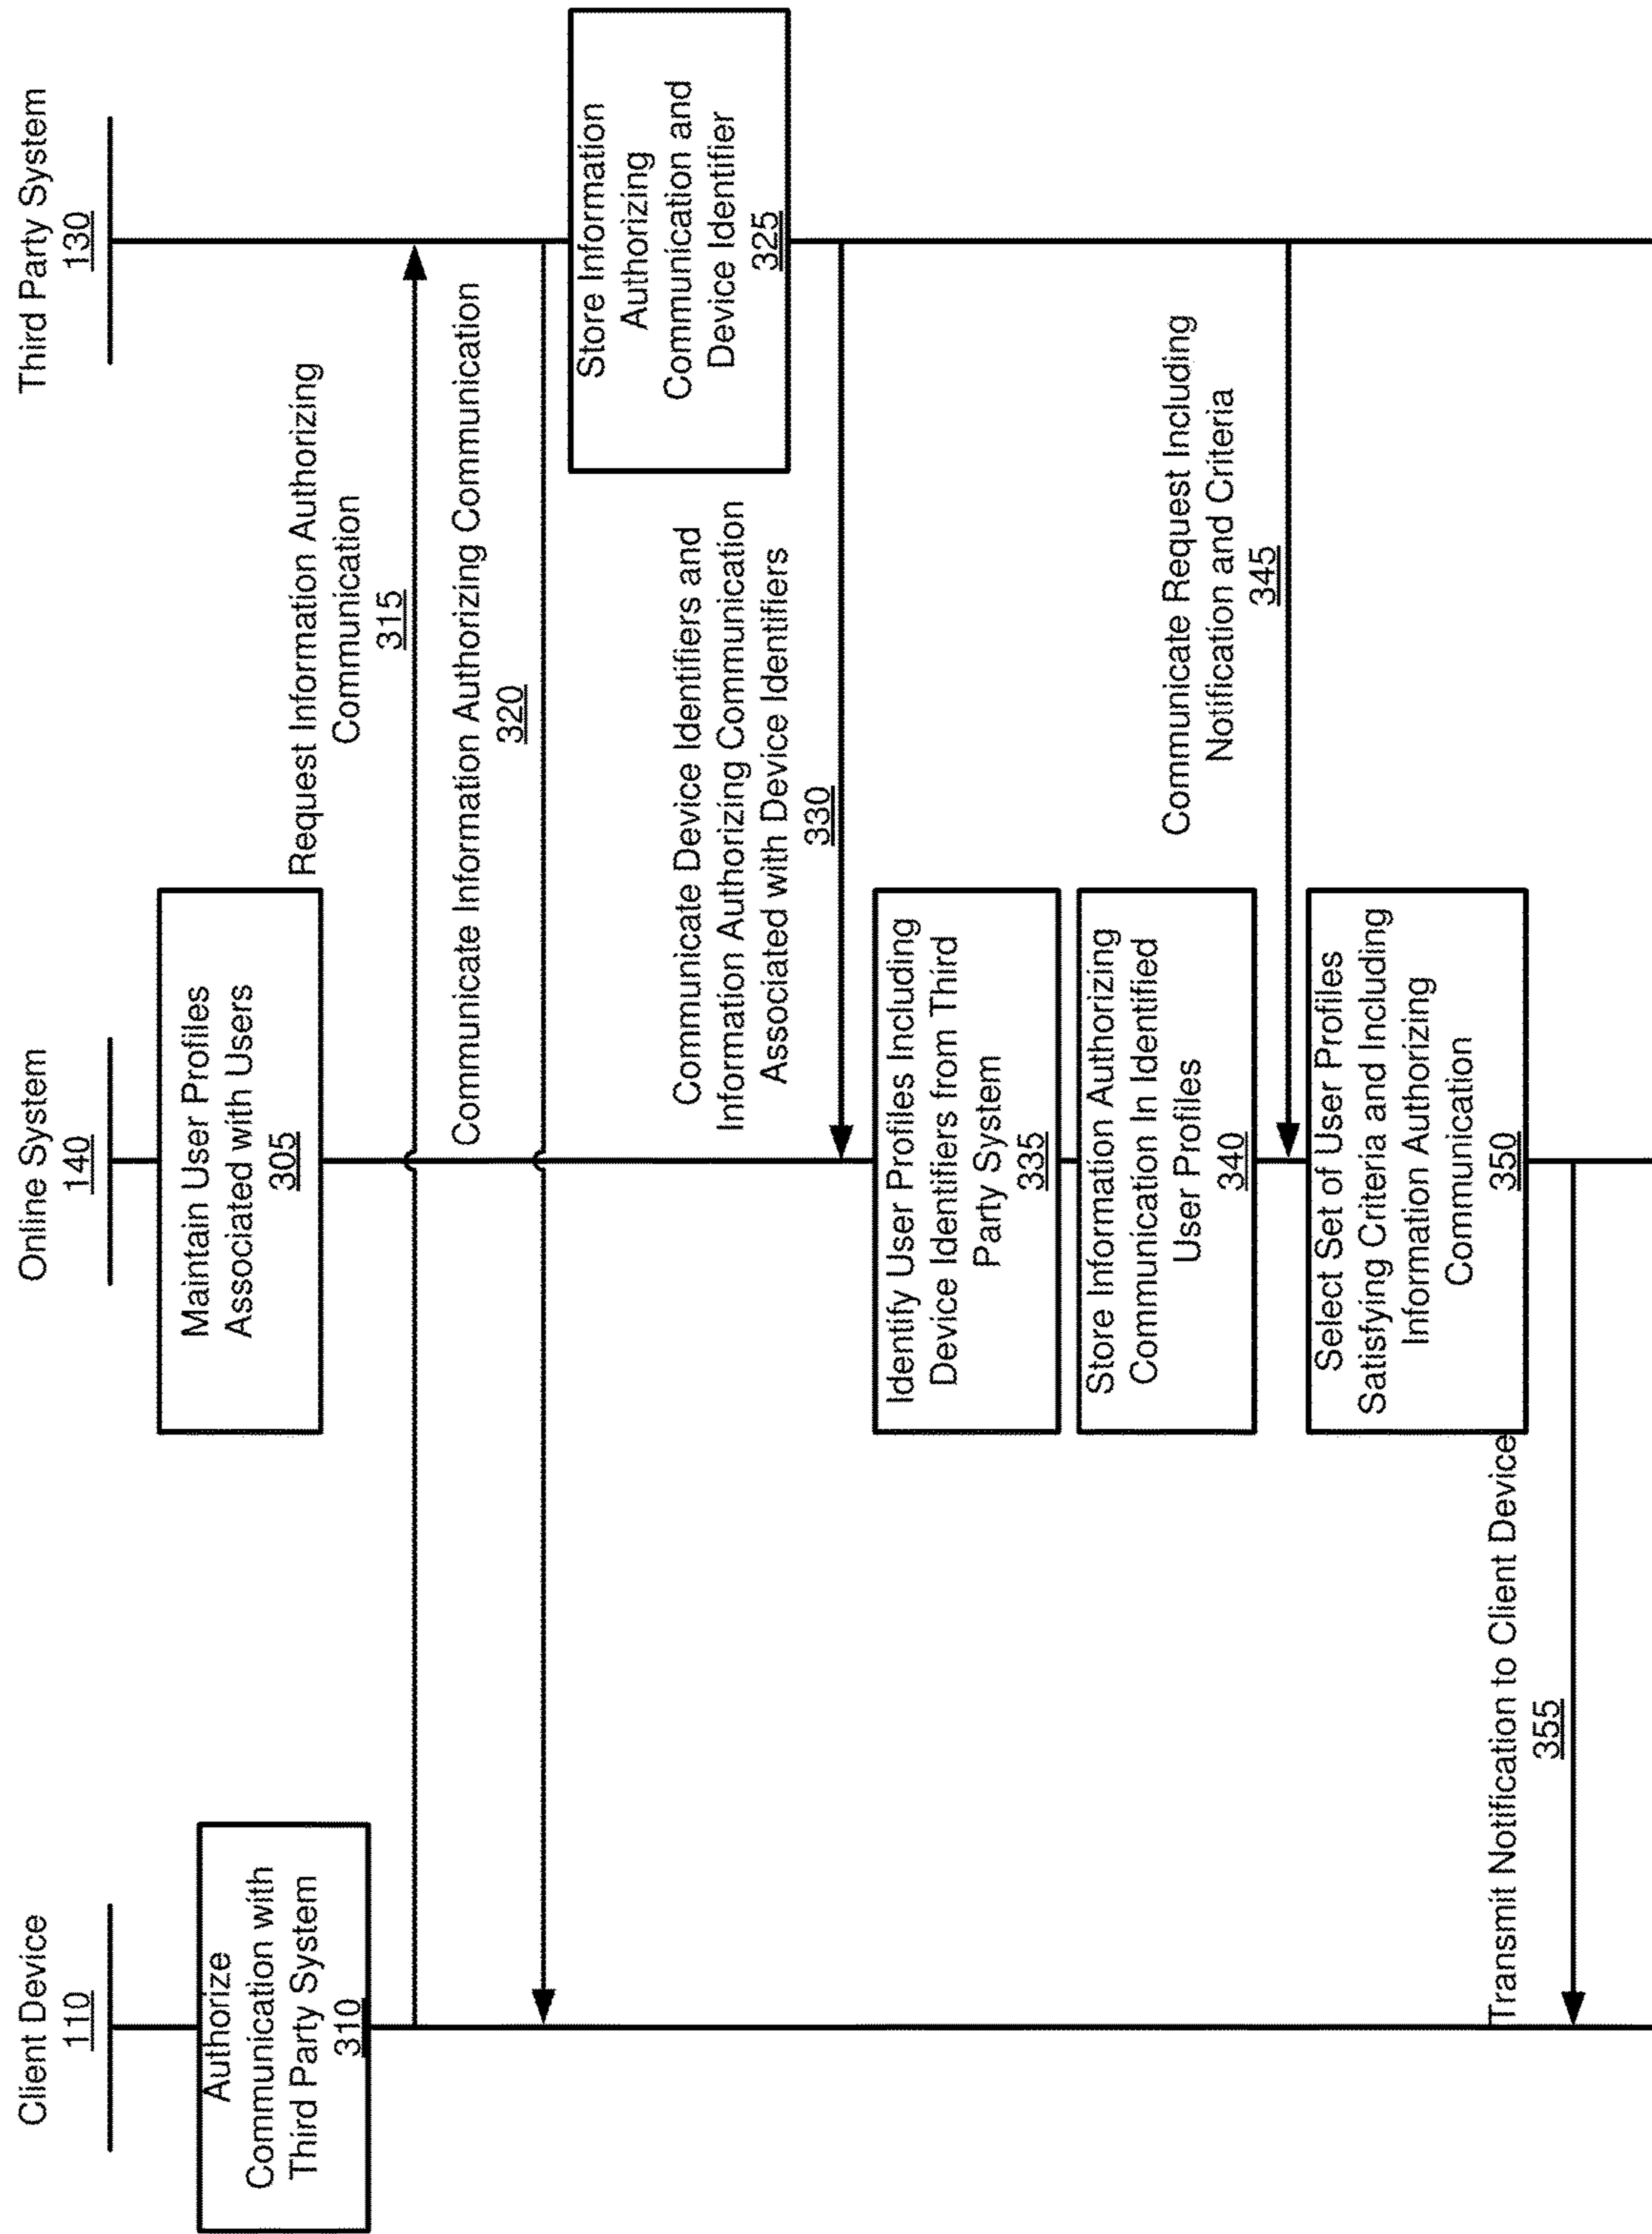 Client Device
110
Online System
140
Third Party System
130
Maintain User Profiles
Associated with Users
305
Authorize
Communication with
Third Party System
310
Request Information Authorizing
Communication
315
Communicate Information Authorizing Communication
320
Store Information
Authorizing
Communication and
Device Identifier
325
Communicate Device Identifiers and
Information Authorizing Communication
Associated with Device Identifiers
330
Identify User Profiles Including
Device Identifiers from Third
Party System
335
Store Information Authorizing
Communication In Identified
User Profiles
340
Communicate Request Including
Notification and Criteria
345
Select Set of User Profiles
Satisfying Criteria and Including
Information Authorizing
Communication
350
Transmit Notification to Client Device
355